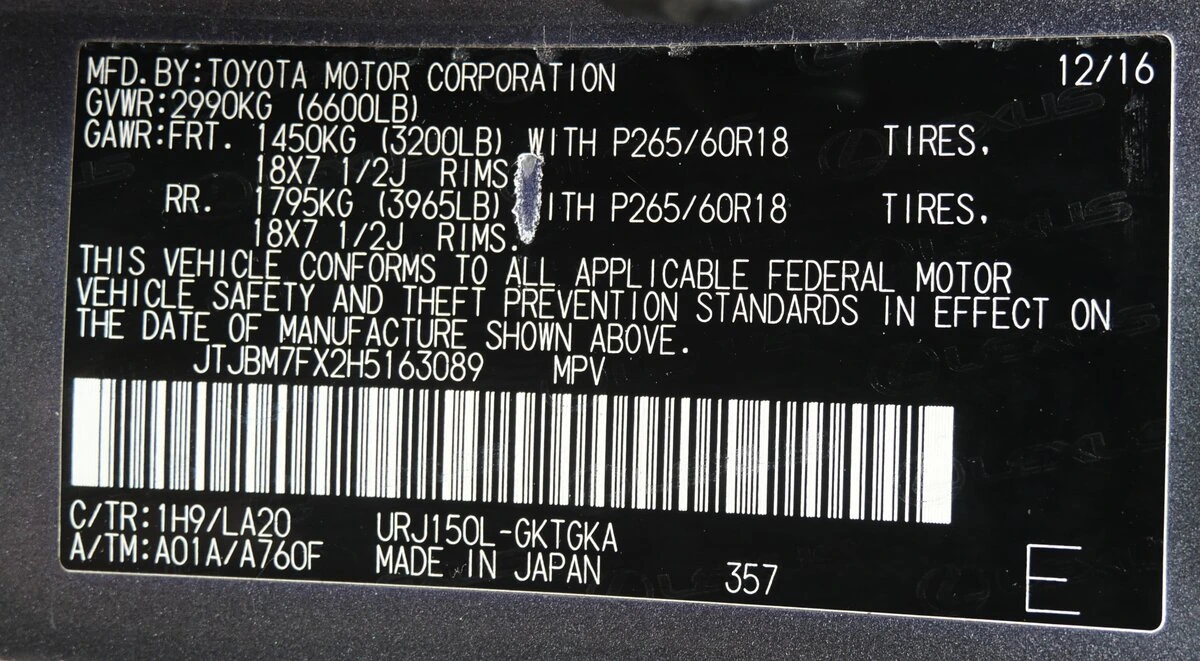 MFD. BY:TOYOTA MOTOR CORPORATION 12/16
GVWR:2990KG (6600LB)
GAWR:FRT. 1450KG (3200LB) WITH P265/60R18 TIRES,
18X7 1/2J RIMS
RR. 1795KG (3965LB) ITH P265/60R18 TIRES,
18X7 1/2J RIMS.
THIS VEHICLE CONFORMS TO ALL APPLICABLE FEDERAL MOTOR
VEHICLE SAFETY AND THEFT PREVENTION STANDARDS IN EFFECT ON
THE DATE OF MANUFACTURE SHOWN ABOVE.
JTJBM7FX2H5163089 MPV
C/TR:1H9/LA20 URJ150L-GKTGKA
A/TM:A01A/A760F MADE IN JAPAN 357 E